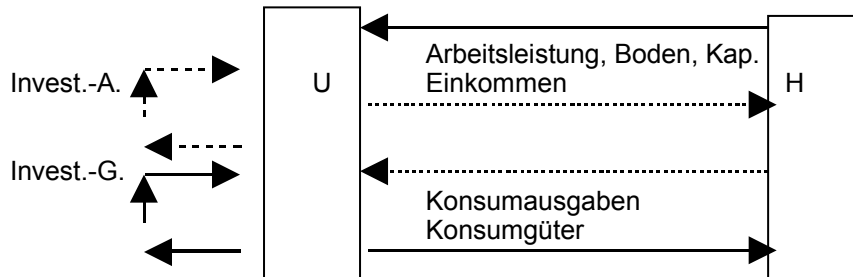 Arbeitsleistung, Boden, Kap.
Invest.-A.
U
Einkommen
H
Invest.-G.
Konsumausgaben
Konsumgüter